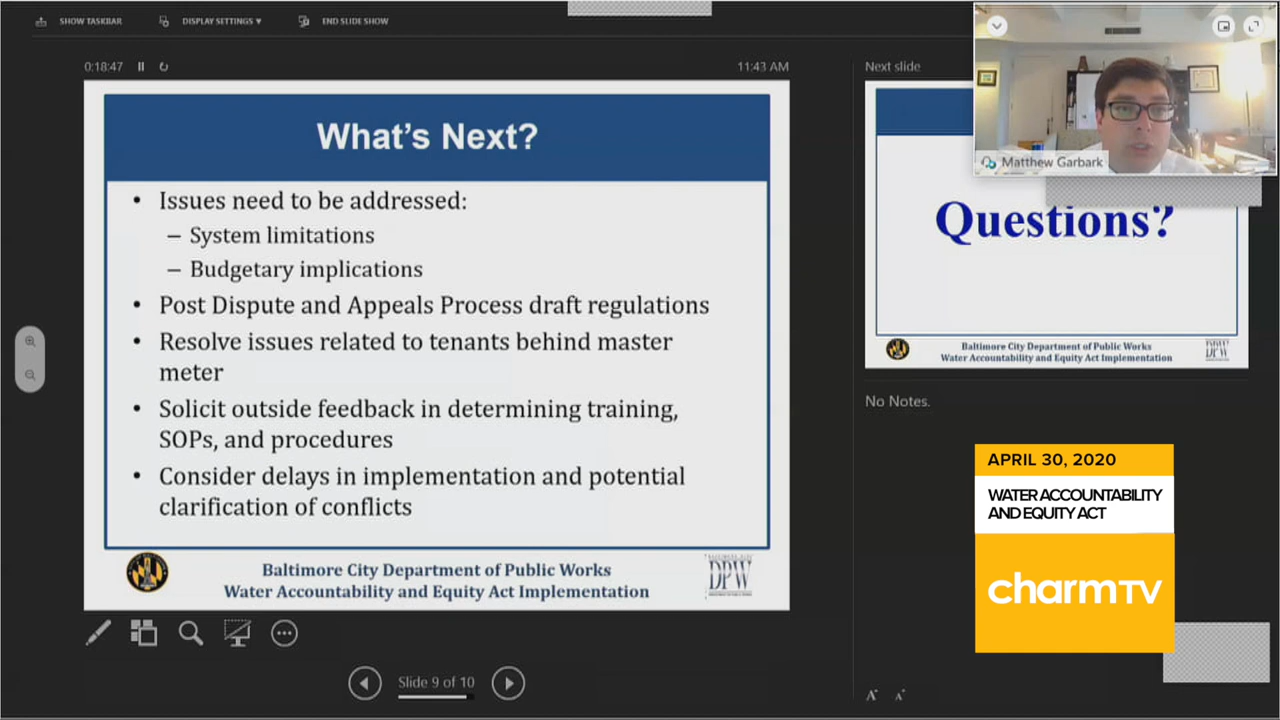 SHOW TASKBAR
DISPLAY SETTINGS ▾
END SLIDE SHOW
0:18:47
11:43 AM
What's Next?
• Issues need to be addressed:
– System limitations
– Budgetary implications
• Post Dispute and Appeals Process draft regulations
• Resolve issues related to tenants behind master
meter
• Solicit outside feedback in determining training,
SOPs, and procedures
• Consider delays in implementation and potential
clarification of conflicts
Baltimore City Department of Public Works
Water Accountability and Equity Act Implementation
DPW
Slide 9 of 10
Next slide
Matthew Garbark
Questions?
Baltimore City Department of Public Works
Water Accountability and Equity Act Implementation
DPW
No Notes.
APRIL 30, 2020
WATER ACCOUNTABILITY
AND EQUITY ACT
charmTV
A A